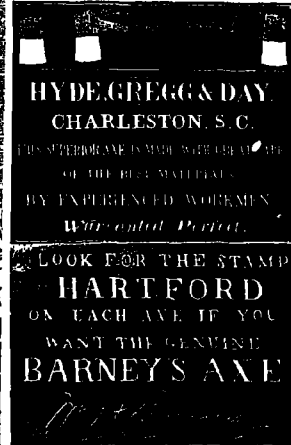 HYDE, GREGG & DAY.
CHARLESTON, S.C.
THIS SUPERIOR AXE IS MADE WITH GREAT CARE
OF THE BEST MATERIALS
BY EXPERIENCED WORKMEN
Warranted Perfect.
LOOK FOR THE STAMP
HARTFORD
ON EACH AXE IF YOU
WANT THE GENUINE
BARNEY'S AXE